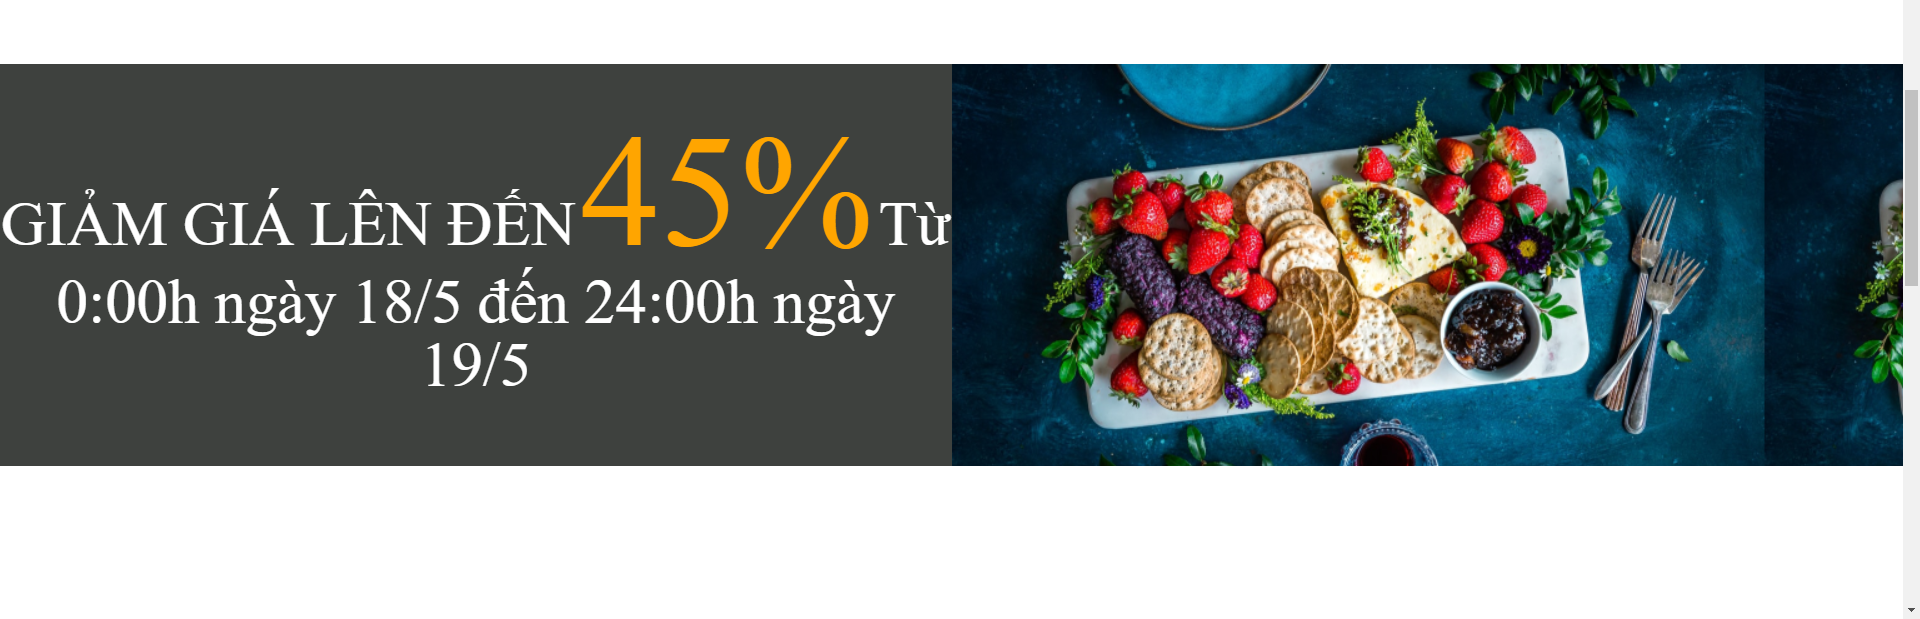 GIẢM GIÁ LÊN ĐẾN 45% Từ
0:00h ngày 18/5 đến 24:00h ngày
19/5